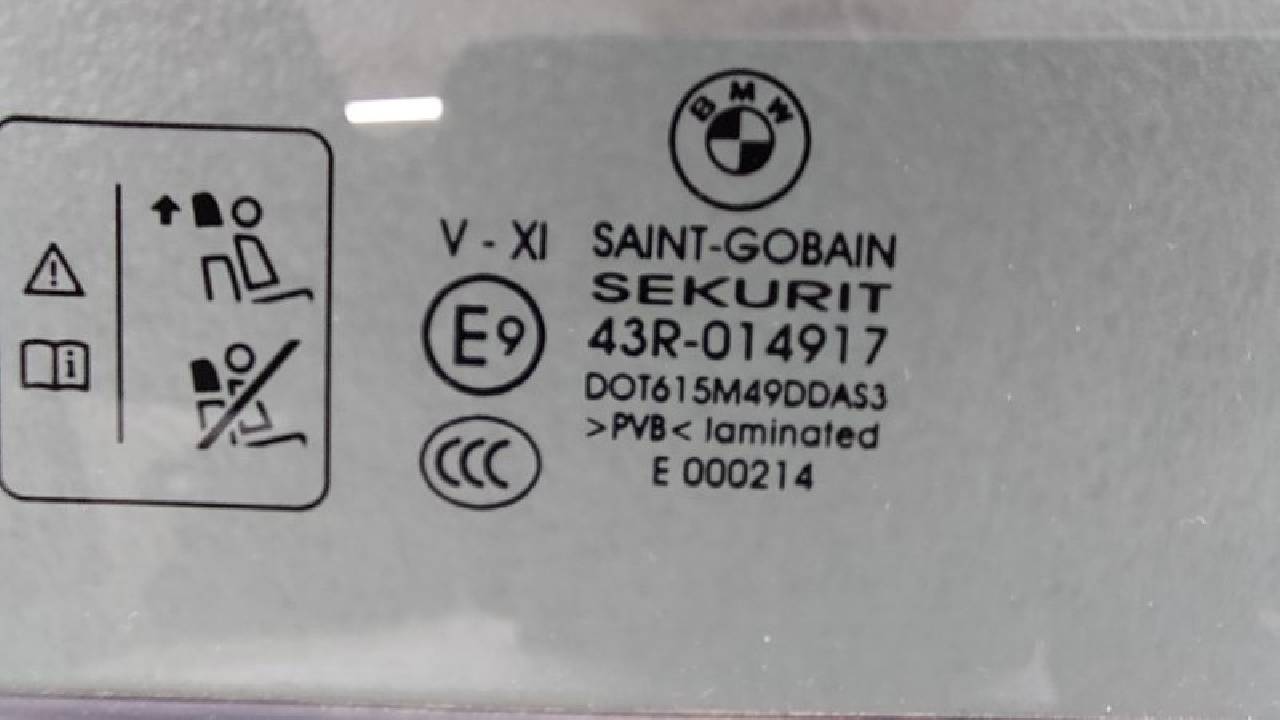 BMW
V - XI SAINT-GOBAIN
SEKURIT
E9 43R-014917
DOT615M49DDAS3
>PVB< laminated
CCC E 000214